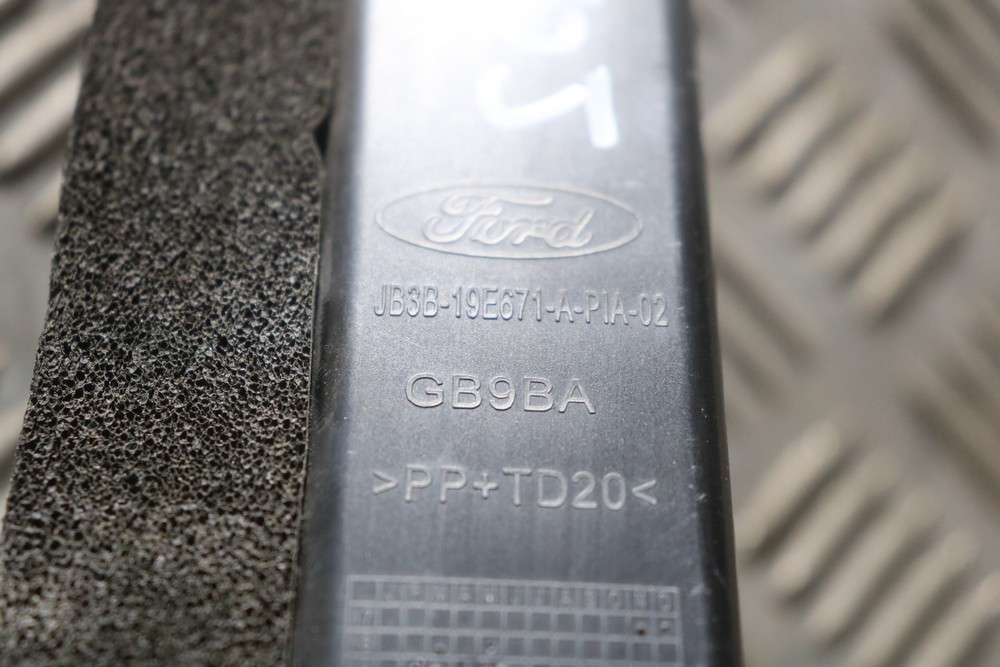 Ford
JB3B-19E671-A-PIA-02
GB9BA
>PP+TD20<